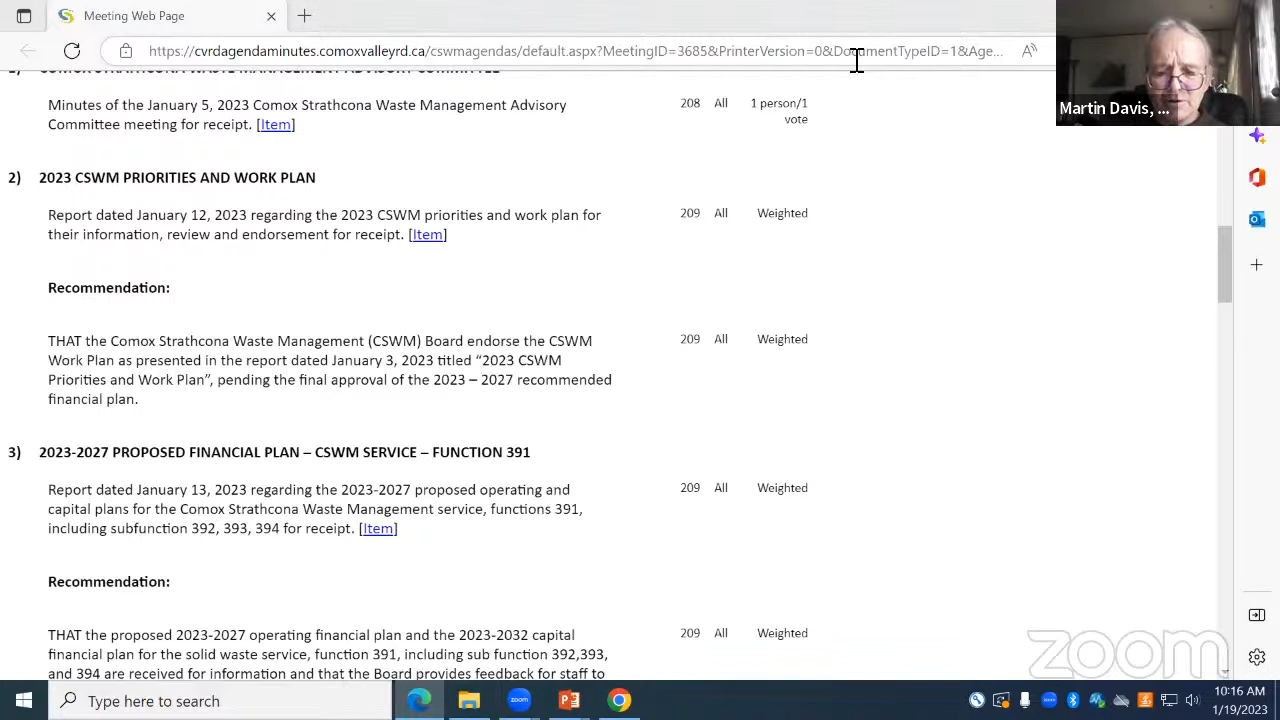 Meeting Web Page
https://cvrdagendaminutes.comoxvalleyrd.ca/cswmagendas/default.aspx?MeetingID=3685&PrinterVersion=0&DocumentTypeID=1&Age...
Martin Davis, ...
1) COMOX STRATHCONA WASTE MANAGEMENT ADVISORY COMMITTEE
Minutes of the January 5, 2023 Comox Strathcona Waste Management Advisory 208 All 1 person/1
Committee meeting for receipt. [Item] vote
2) 2023 CSWM PRIORITIES AND WORK PLAN
Report dated January 12, 2023 regarding the 2023 CSWM priorities and work plan for 209 All Weighted
their information, review and endorsement for receipt. [Item]
Recommendation:
THAT the Comox Strathcona Waste Management (CSWM) Board endorse the CSWM 209 All Weighted
Work Plan as presented in the report dated January 3, 2023 titled “2023 CSWM
Priorities and Work Plan”, pending the final approval of the 2023 – 2027 recommended
financial plan.
3) 2023-2027 PROPOSED FINANCIAL PLAN – CSWM SERVICE – FUNCTION 391
Report dated January 13, 2023 regarding the 2023-2027 proposed operating and 209 All Weighted
capital plans for the Comox Strathcona Waste Management service, functions 391,
including subfunction 392, 393, 394 for receipt. [Item]
Recommendation:
THAT the proposed 2023-2027 operating financial plan and the 2023-2032 capital 209 All Weighted
financial plan for the solid waste service, function 391, including sub function 392,393,
and 394 are received for information and that the Board provides feedback for staff to
zoom
Type here to search
zoom
10:16 AM
1/19/2023